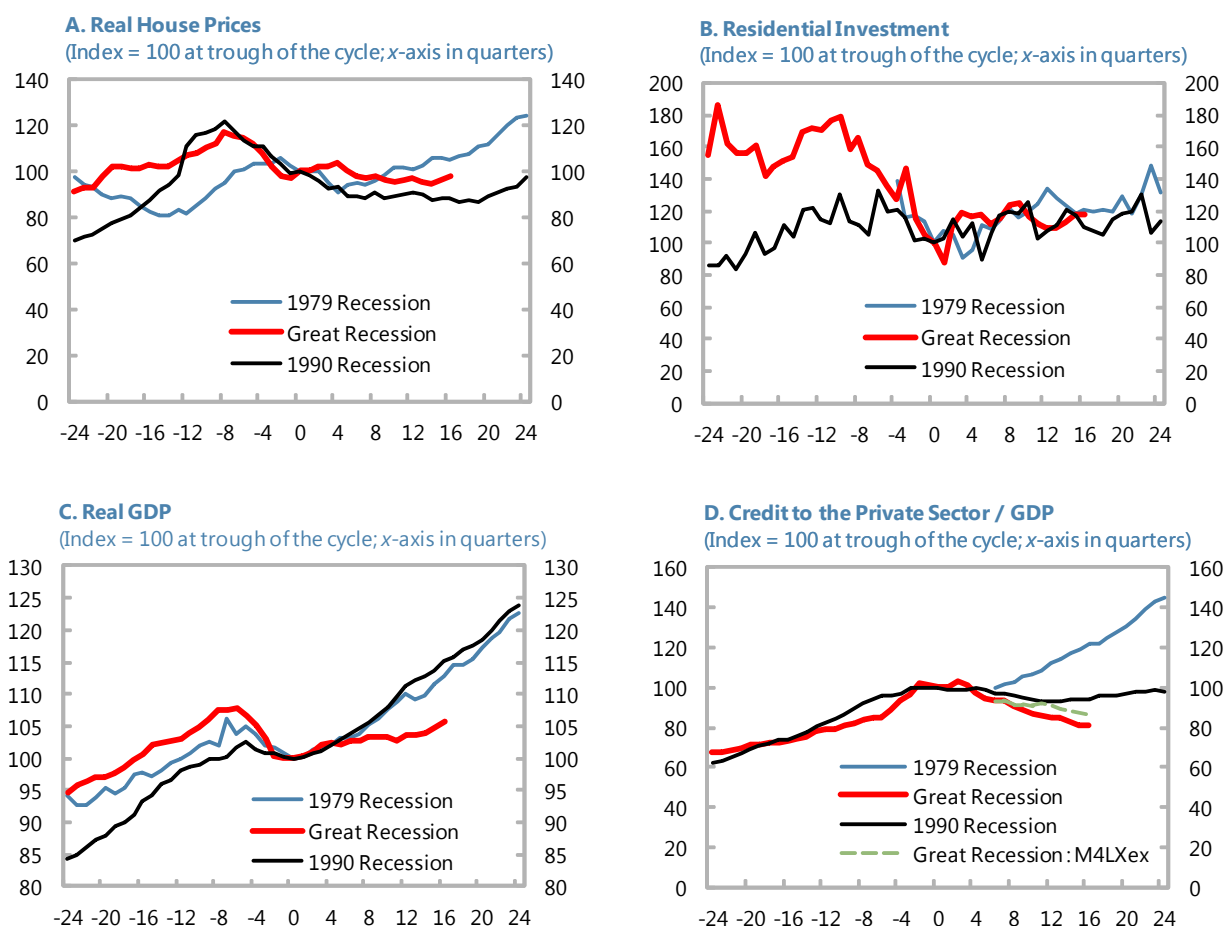 A. Real House Prices
(Index = 100 at trough of the cycle; x-axis in quarters)
140 140
120 120
100 100
80 80
60 60
40 40
20 20
0 0
1979 Recession
Great Recession
1990 Recession
-24 -20 -16 -12 -8 -4 0 4 8 12 16 20 24
B. Residential Investment
(Index = 100 at trough of the cycle; x-axis in quarters)
200 200
180 180
160 160
140 140
120 120
100 100
80 80
60 60
40 40
20 20
0 0
1979 Recession
Great Recession
1990 Recession
-24 -20 -16 -12 -8 -4 0 4 8 12 16 20 24
C. Real GDP
(Index = 100 at trough of the cycle; x-axis in quarters)
130 130
125 125
120 120
115 115
110 110
105 105
100 100
95 95
90 90
85 85
80 80
1979 Recession
Great Recession
1990 Recession
-24 -20 -16 -12 -8 -4 0 4 8 12 16 20 24
D. Credit to the Private Sector / GDP
(Index = 100 at trough of the cycle; x-axis in quarters)
160 160
140 140
120 120
100 100
80 80
60 60
40 40
20 20
0 0
1979 Recession
Great Recession
1990 Recession
Great Recession: M4LXex
-24 -20 -16 -12 -8 -4 0 4 8 12 16 20 24